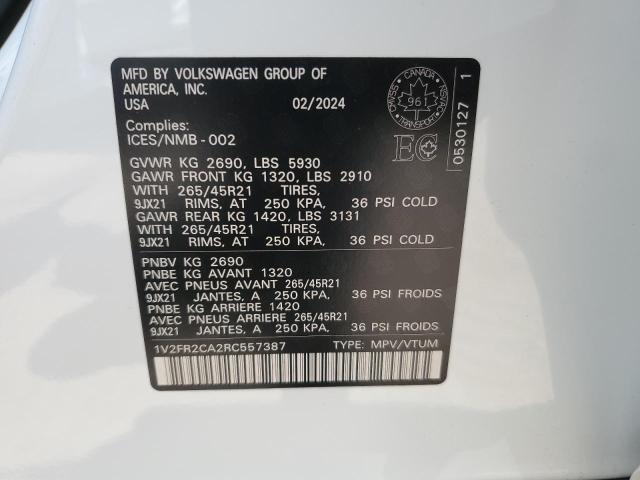 MFD BY VOLKSWAGEN GROUP OF
AMERICA, INC.
USA 02/2024
Complies:
ICES/NMB-002
GVWR KG 2690, LBS 5930
GAWR FRONT KG 1320, LBS 2910
WITH 265/45R21 TIRES,
9JX21 RIMS, AT 250 KPA, 36 PSI COLD
GAWR REAR KG 1420, LBS 3131
WITH 265/45R21 TIRES,
9JX21 RIMS, AT 250 KPA, 36 PSI COLD
PNBV KG 2690
PNBE KG AVANT 1320
AVEC PNEUS AVANT 265/45R21
9JX21 JANTES, A 250 KPA, 36 PSI FROIDS
PNBE KG ARRIERE 1420
AVEC PNEUS ARRIERE 265/45R21
9JX21 JANTES, A 250 KPA, 36 PSI FROIDS
1V2FR2CA2RC557387 TYPE: MPV/VTUM
CANADA
CMVSS
NSVAC
961
TRANSPORT
EC
0530127 1